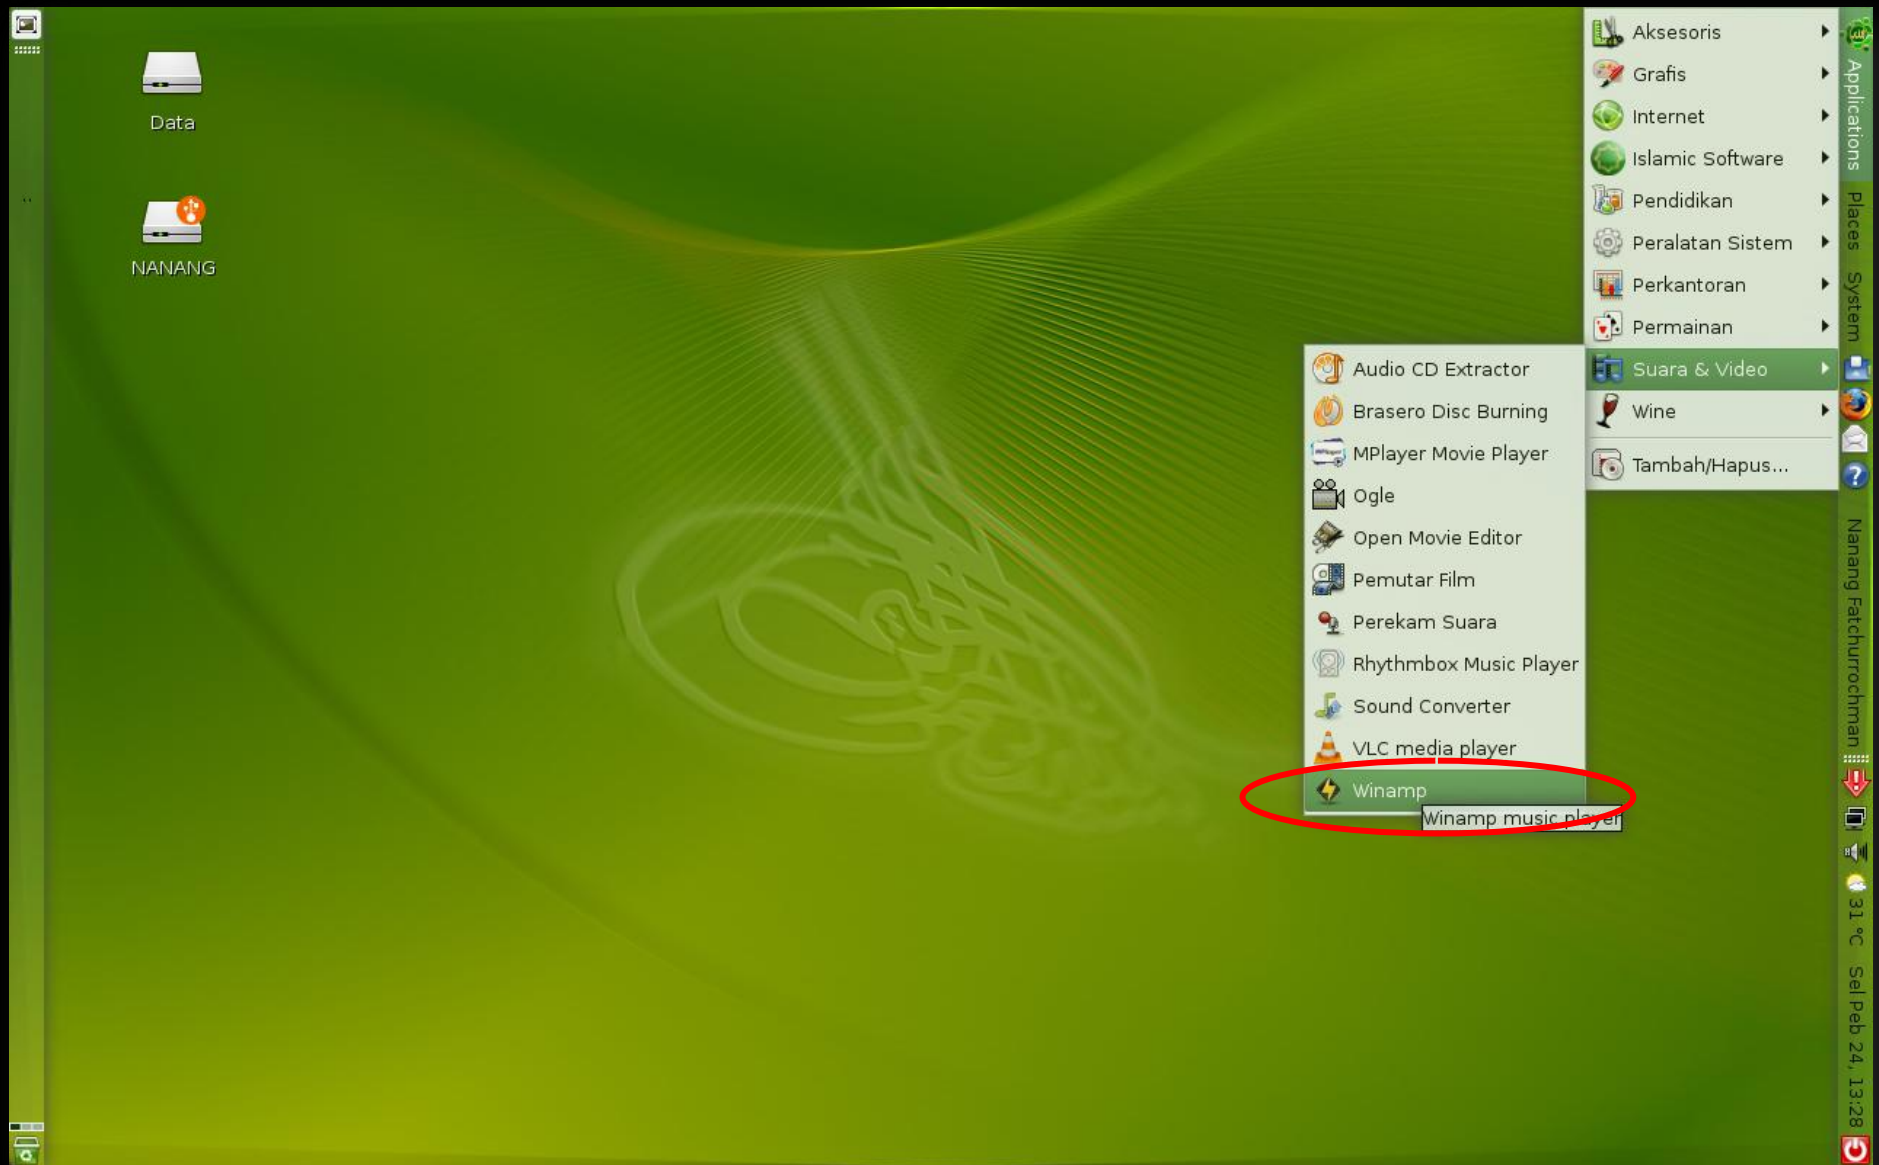 Data
NANANG
Aksesoris
Grafis
Internet
Islamic Software
Pendidikan
Peralatan Sistem
Perkantoran
Permainan
Suara & Video
Wine
Tambah/Hapus...
Audio CD Extractor
Brasero Disc Burning
MPlayer Movie Player
Ogle
Open Movie Editor
Pemutar Film
Perekam Suara
Rhythmbox Music Player
Sound Converter
VLC media player
Winamp
Winamp music player
Applications
Places
System
Nanang Fatchurrochman
31 °C
Sel Peb 24, 13:28